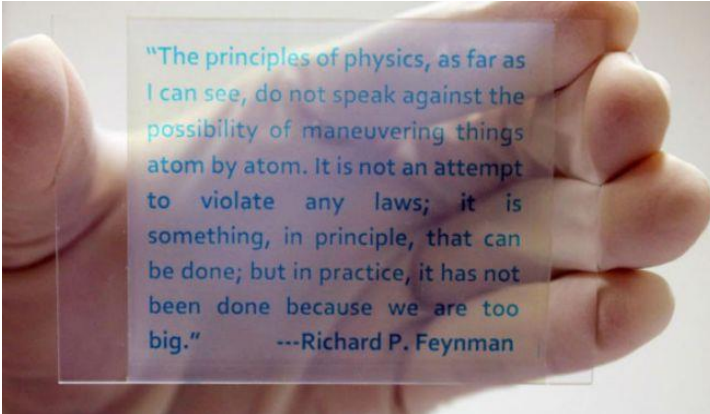 “The principles of physics, as far as
I can see, do not speak against the
possibility of maneuvering things
atom by atom. It is not an attempt
to violate any laws; it is
something, in principle, that can
be done; but in practice, it has not
been done because we are too
big.” ---Richard P. Feynman